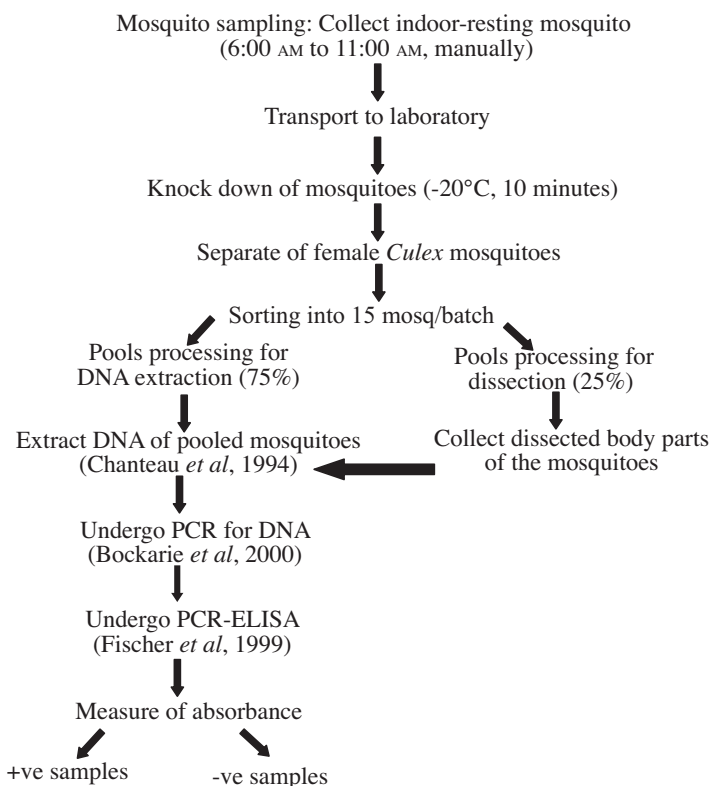 Mosquito sampling: Collect indoor-resting mosquito
(6:00 AM to 11:00 AM, manually)
Transport to laboratory
Knock down of mosquitoes (-20°C, 10 minutes)
Separate of female Culex mosquitoes
Sorting into 15 mosq/batch
Pools processing for
DNA extraction (75%)
Pools processing for
dissection (25%)
Extract DNA of pooled mosquitoes
(Chanteau et al, 1994)
Collect dissected body parts
of the mosquitoes
Undergo PCR for DNA
(Bockarie et al, 2000)
Undergo PCR-ELISA
(Fischer et al, 1999)
Measure of absorbance
+ve samples
-ve samples